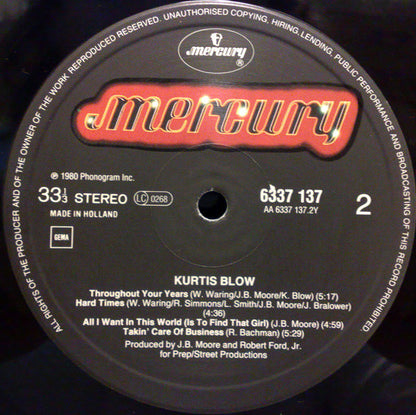 ALL RIGHTS OF THE PRODUCER AND OF THE OWNER OF THE WORK REPRODUCED RESERVED. UNAUTHORISED COPYING, HIRING, LENDING, PUBLIC PERFORMANCE AND BROADCASTING OF THIS RECORD PROHIBITED.
mercury
®
mercury
℗ 1980 Phonogram Inc.
33⅓ STEREO LC 0268
MADE IN HOLLAND
GEMA
6337 137
AA 6337 137.2Y
2
KURTIS BLOW
Throughout Your Years (W. Waring/J.B. Moore/K. Blow) (5:17)
Hard Times (W. Waring/R. Simmons/L. Smith/J.B. Moore/J. Bralower)
(4:36)
All I Want In This World (Is To Find That Girl) (J.B. Moore) (4:59)
Takin' Care Of Business (R. Bachman) (5:29)
Produced by J.B. Moore and Robert Ford, Jr.
for Prep/Street Productions